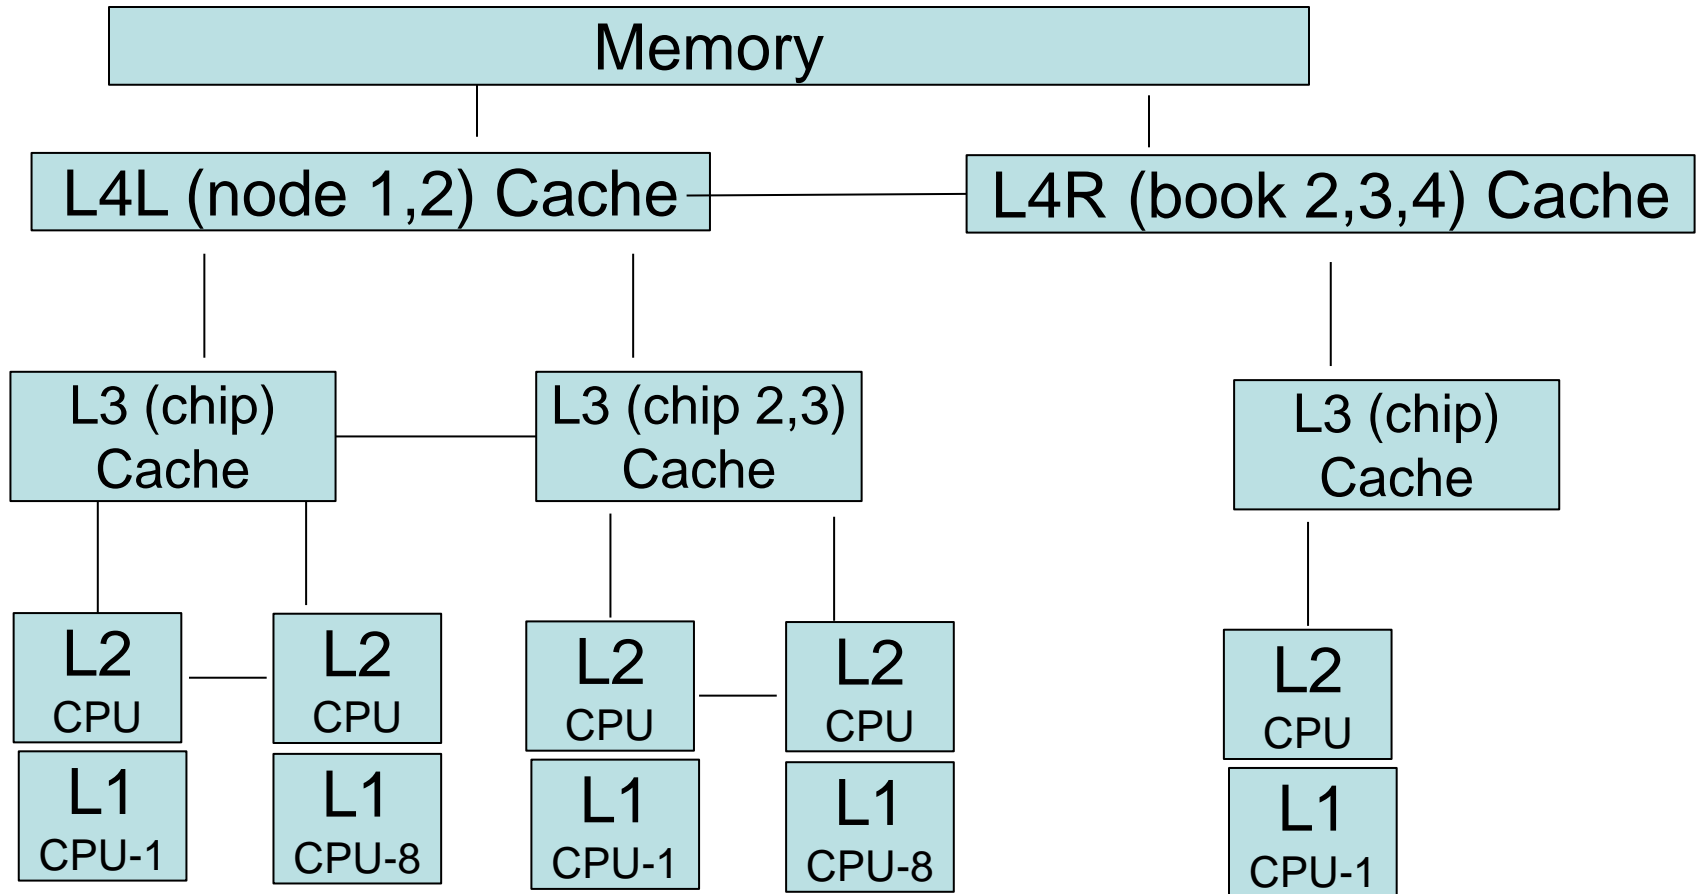 Memory
L4L (node 1,2) Cache
L4R (book 2,3,4) Cache
L3 (chip)
Cache
L3 (chip 2,3)
Cache
L3 (chip)
Cache
L2
CPU
L2
CPU
L2
CPU
L2
CPU
L2
CPU
L1
CPU-1
L1
CPU-8
L1
CPU-1
L1
CPU-8
L1
CPU-1